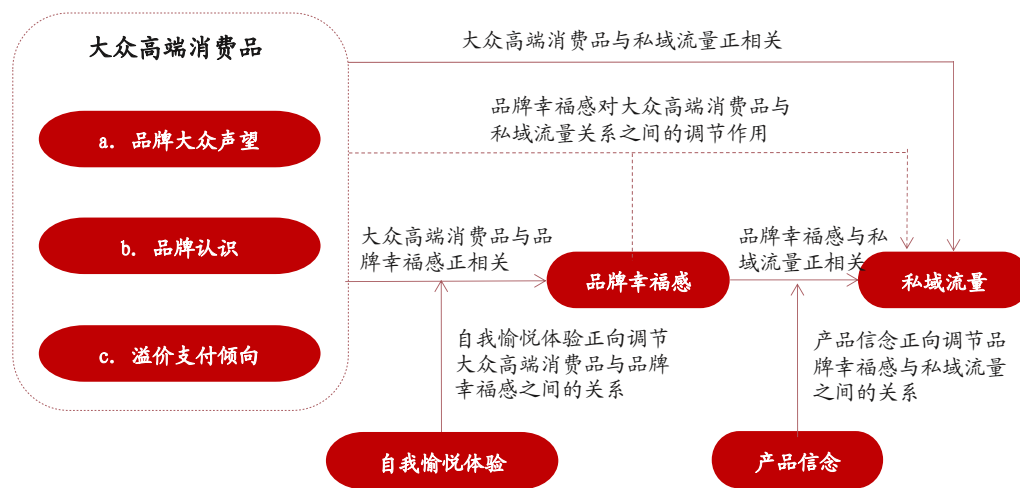 大众高端消费品
a. 品牌大众声望
b. 品牌认识
c. 溢价支付倾向
大众高端消费品与私域流量正相关
品牌幸福感对大众高端消费品与
私域流量关系之间的调节作用
大众高端消费品与品
牌幸福感正相关
品牌幸福感
品牌幸福感与私
域流量正相关
私域流量
自我愉悦体验正向调节
大众高端消费品与品牌
幸福感之间的关系
产品信念正向调节品
牌幸福感与私域流量
之间的关系
自我愉悦体验
产品信念